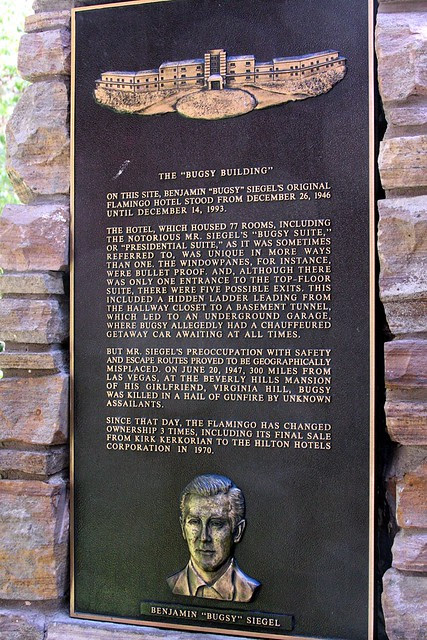 THE "BUGSY BUILDING"
ON THIS SITE, BENJAMIN "BUGSY" SIEGEL'S ORIGINAL
FLAMINGO HOTEL STOOD FROM DECEMBER 26, 1946
UNTIL DECEMBER 14, 1993.
THE HOTEL, WHICH HOUSED 77 ROOMS, INCLUDING
THE NOTORIOUS MR. SIEGEL'S "BUGSY SUITE,"
OR "PRESIDENTIAL SUITE," AS IT WAS SOMETIMES
REFERRED TO, WAS UNIQUE IN MORE WAYS
THAN ONE. THE WINDOWPANES, FOR INSTANCE,
WERE BULLET PROOF. AND, ALTHOUGH THERE
WAS ONLY ONE ENTRANCE TO THE TOP-FLOOR
SUITE, THERE WERE FIVE POSSIBLE EXITS. THIS
INCLUDED A HIDDEN LADDER LEADING FROM
THE HALLWAY CLOSET TO A BASEMENT TUNNEL,
WHICH LED TO AN UNDERGROUND GARAGE,
WHERE BUGSY ALLEGEDLY HAD A CHAUFFEURED
GETAWAY CAR AWAITING AT ALL TIMES.
BUT MR. SIEGEL'S PREOCCUPATION WITH SAFETY
AND ESCAPE ROUTES PROVED TO BE GEOGRAPHICALLY
MISPLACED. ON JUNE 20, 1947, 300 MILES FROM
LAS VEGAS, AT THE BEVERLY HILLS MANSION
OF HIS GIRLFRIEND, VIRGINIA HILL, BUGSY
WAS KILLED IN A HAIL OF GUNFIRE BY UNKNOWN
ASSAILANTS.
SINCE THAT DAY, THE FLAMINGO HAS CHANGED
OWNERSHIP 3 TIMES, INCLUDING ITS FINAL SALE
FROM KIRK KERKORIAN TO THE HILTON HOTELS
CORPORATION IN 1970.
BENJAMIN "BUGSY" SIEGEL